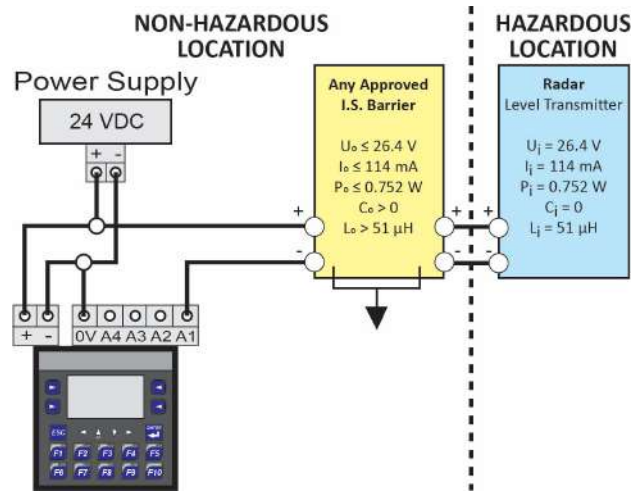 NON-HAZARDOUS
LOCATION
HAZARDOUS
LOCATION
Power Supply
24 VDC
+ -
Any Approved
I.S. Barrier
Uₒ ≤ 26.4 V
Iₒ ≤ 114 mA
Pₒ ≤ 0.752 W
Cₒ > 0
Lₒ > 51 µH
Radar
Level Transmitter
Uᵢ = 26.4 V
Iᵢ = 114 mA
Pᵢ = 0.752 W
Cᵢ = 0
Lᵢ = 51 µH
+ + +
- - -
+ - 0V A4 A3 A2 A1
ESC
F1 F2 F3 F4 F5
F6 F7 F8 F9 F10